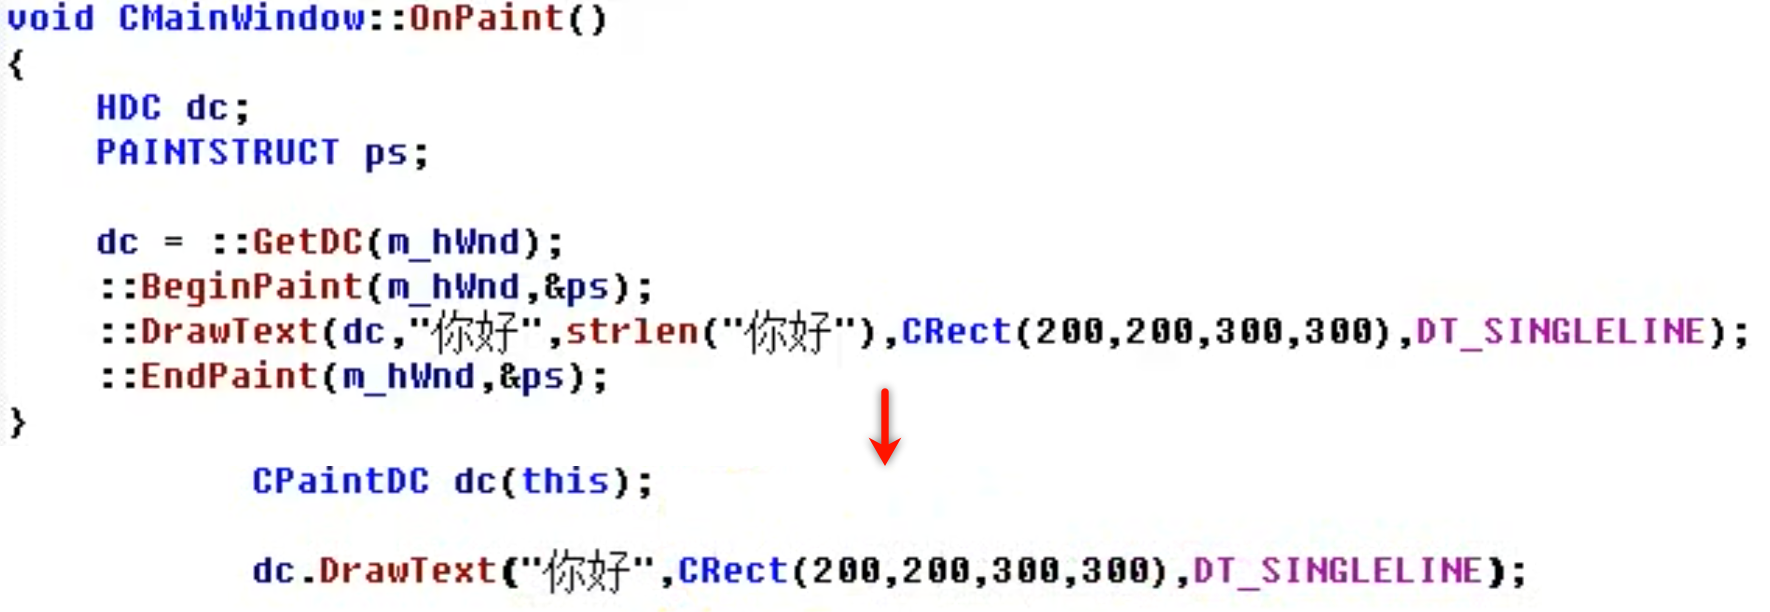 void CMainWindow::OnPaint()
{
HDC dc;
PAINTSTRUCT ps;
dc = ::GetDC(m_hWnd);
::BeginPaint(m_hWnd,&ps);
::DrawText(dc,"你好",strlen("你好"),CRect(200,200,300,300),DT_SINGLELINE);
::EndPaint(m_hWnd,&ps);
}
CPaintDC dc(this);
dc.DrawText("你好",CRect(200,200,300,300),DT_SINGLELINE);